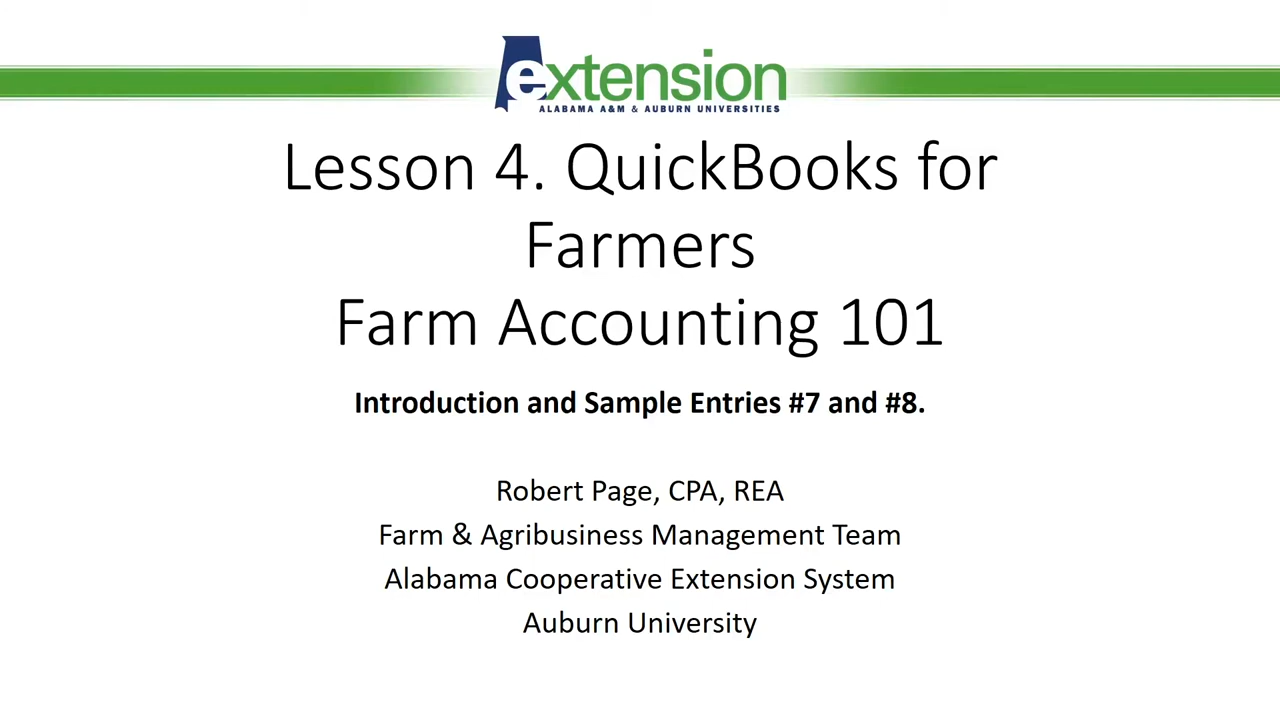 extension
ALABAMA A&M & AUBURN UNIVERSITIES
Lesson 4. QuickBooks for
Farmers
Farm Accounting 101
Introduction and Sample Entries #7 and #8.
Robert Page, CPA, REA
Farm & Agribusiness Management Team
Alabama Cooperative Extension System
Auburn University